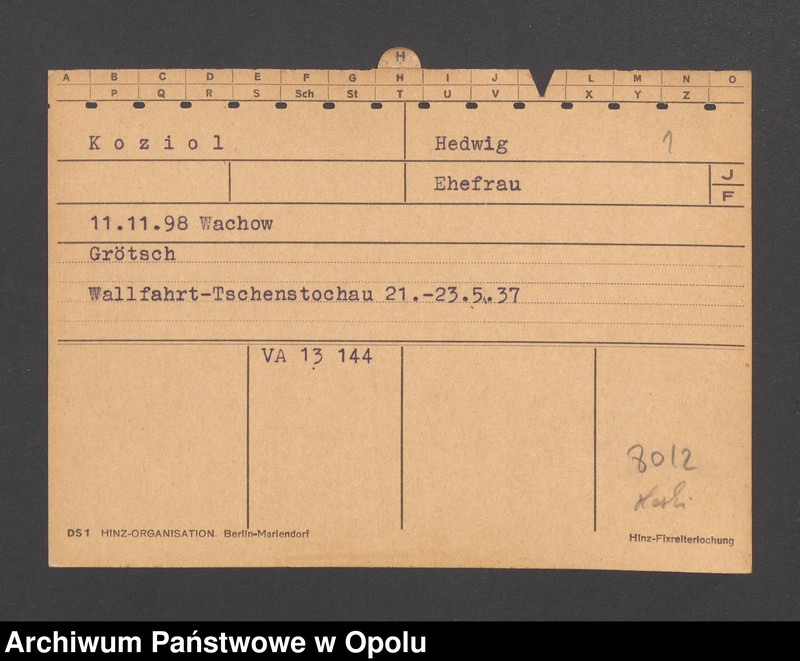 H
A B C D E F G H I J L M N O
P Q R S Sch St T U V X Y Z
Koziol Hedwig 1
Ehefrau J
F
11.11.98 Wachow
Grötsch
Wallfahrt-Tschenstochau 21.-23.5.37
VA 13 144
8012
DS1 HINZ-ORGANISATION. Berlin-Mariendorf Hinz-Fixreiterlochung
Archiwum Państwowe w Opolu